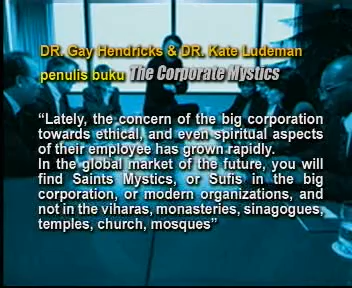 DR. Gay Hendricks & DR. Kate Ludeman
penulis buku The Corporate Mystics
“Lately, the concern of the big corporation
towards ethical, and even spiritual aspects
of their employee has grown rapidly.
In the global market of the future, you will
find Saints Mystics, or Sufis in the big
corporation, or modern organizations, and
not in the viharas, monasteries, sinagogues,
temples, church, mosques”